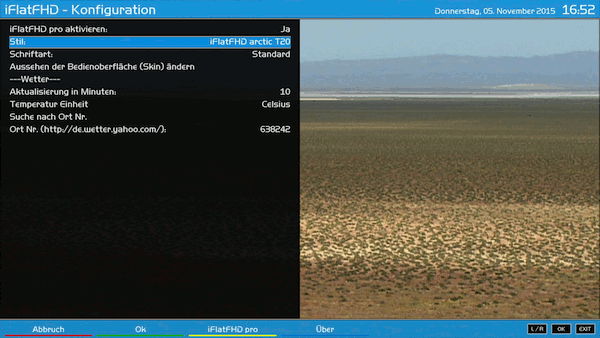 iFlatFHD - Konfiguration
Donnerstag, 05. November 2015 16:52
iFlatFHD pro aktivieren: Ja
Stil: iFlatFHD arctic T20
Schriftart: Standard
Aussehen der Bedienoberfläche (Skin) ändern
---Wetter---
Aktualisierung in Minuten: 10
Temperatur Einheit Celsius
Suche nach Ort Nr.
Ort Nr. (http://de.wetter.yahoo.com/): 638242
Abbruch Ok iFlatFHD pro Über
L/R OK EXIT